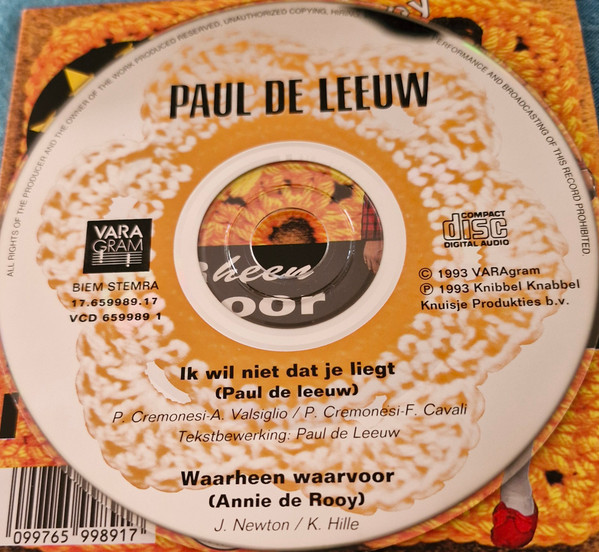 ALL RIGHTS OF THE PRODUCER AND THE OWNER OF THE WORK PRODUCED RESERVED, UNAUTHORIZED COPYING, HIRING
PERFORMANCE AND BROADCASTING OF THIS RECORD PROHIBITED.
PAUL DE LEEUW
VARA
GRAM
BIEM STEMRA
17.659989.17
VCD 659989 1
COMPACT
disc
DIGITAL AUDIO
© 1993 VARAgram
℗ 1993 Knibbel Knabbel
Knuisje Produkties b.v.
heen
oor
Ik wil niet dat je liegt
(Paul de leeuw)
P. Cremonesi-A. Valsiglio / P. Cremonesi-F. Cavali
Tekstbewerking: Paul de Leeuw
Waarheen waarvoor
(Annie de Rooy)
J. Newton / K. Hille
099765 998917